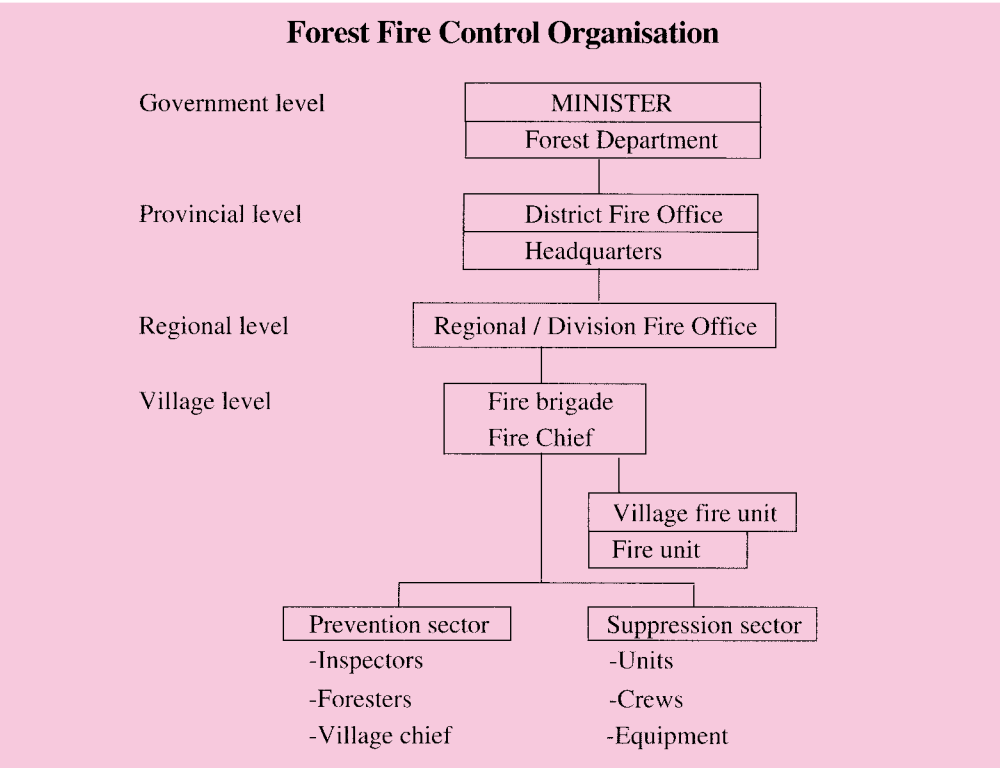 Forest Fire Control Organisation
Government level
MINISTER
Forest Department
Provincial level
District Fire Office
Headquarters
Regional level
Regional / Division Fire Office
Village level
Fire brigade
Fire Chief
Village fire unit
Fire unit
Prevention sector
-Inspectors
-Foresters
-Village chief
Suppression sector
-Units
-Crews
-Equipment